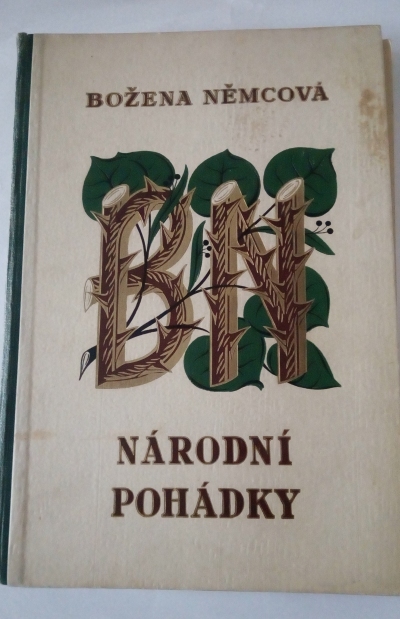 BOŽENA NĚMCOVÁ
BN
NÁRODNÍ
POHÁDKY